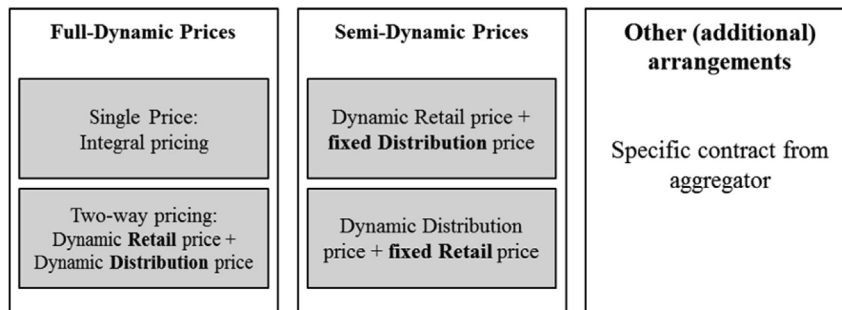 Full-Dynamic Prices
Single Price:
Integral pricing
Two-way pricing:
Dynamic Retail price +
Dynamic Distribution price
Semi-Dynamic Prices
Dynamic Retail price +
fixed Distribution price
Dynamic Distribution
price + fixed Retail price
Other (additional)
arrangements
Specific contract from
aggregator